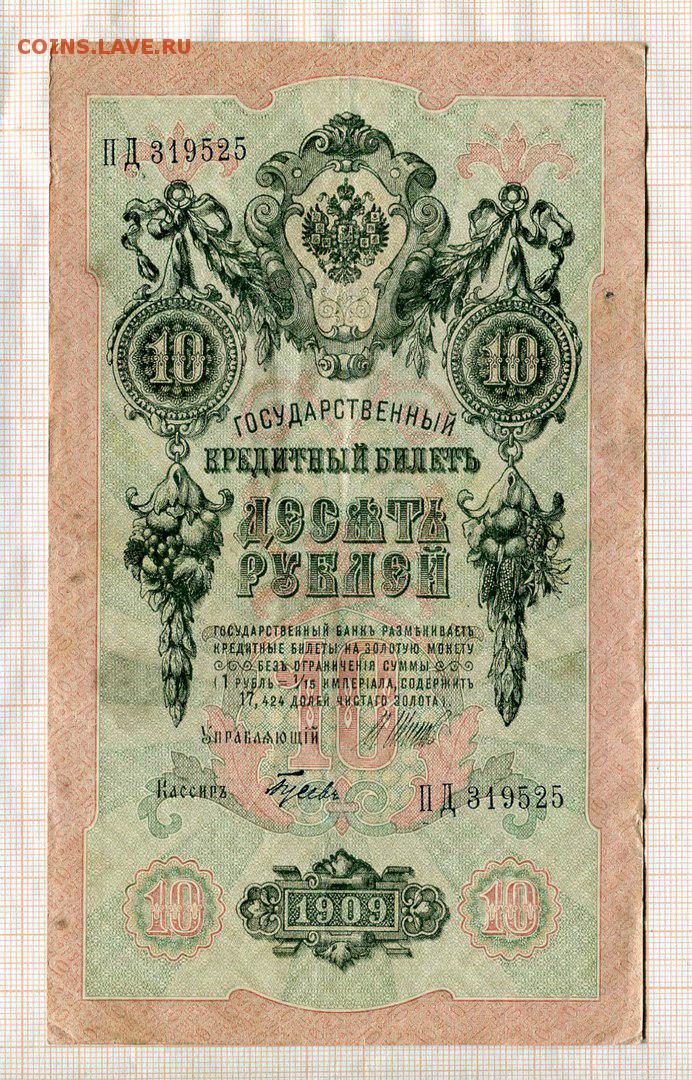 COINS.LAVE.RU
ПД 319525
10 10
ГОСУДАРСТВЕННЫЙ
КРЕДИТНЫЙ БИЛЕТЪ
ДЕСЯТЬ
РУБЛЕЙ
ГОСУДАРСТВЕННЫЙ БАНКЪ РАЗМѢНИВАЕТЪ
КРЕДИТНЫЕ БИЛЕТЫ НА ЗОЛОТУЮ МОНЕТУ
БЕЗЪ ОГРАНИЧЕНІЯ СУММЫ
(1 РУБЛЬ = 1/15 ИМПЕРІАЛА, СОДЕРЖИТЪ
17,424 ДОЛЕЙ ЧИСТАГО ЗОЛОТА).
10
Управляющій
Кассиръ
ПД 319525
10 1909 10